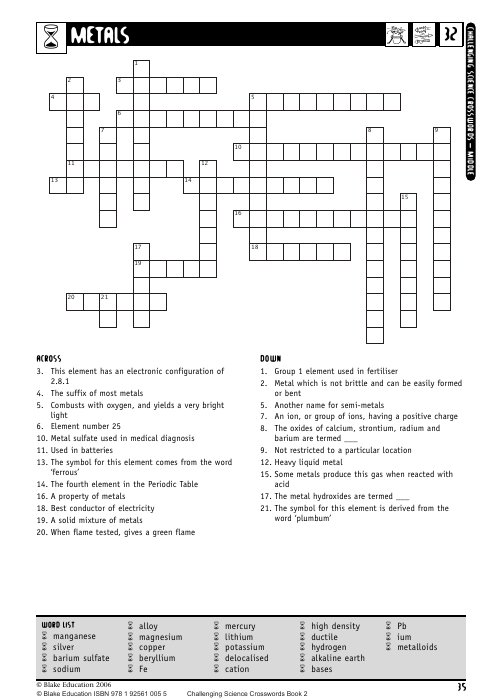 METALS
32
CHALLENGING SCIENCE CROSSWORDS – MIDDLE
1
2
3
4
5
6
7
8
9
10
11
12
13
14
15
16
17
18
19
20
21
ACROSS
3. This element has an electronic configuration of
2.8.1
4. The suffix of most metals
5. Combusts with oxygen, and yields a very bright
light
6. Element number 25
10. Metal sulfate used in medical diagnosis
11. Used in batteries
13. The symbol for this element comes from the word
'ferrous'
14. The fourth element in the Periodic Table
16. A property of metals
18. Best conductor of electricity
19. A solid mixture of metals
20. When flame tested, gives a green flame
DOWN
1. Group 1 element used in fertiliser
2. Metal which is not brittle and can be easily formed
or bent
5. Another name for semi-metals
7. An ion, or group of ions, having a positive charge
8. The oxides of calcium, strontium, radium and
barium are termed ___
9. Not restricted to a particular location
12. Heavy liquid metal
15. Some metals produce this gas when reacted with
acid
17. The metal hydroxides are termed ___
21. The symbol for this element is derived from the
word 'plumbum'
WORD LIST
manganese
silver
barium sulfate
sodium
alloy
magnesium
copper
beryllium
Fe
mercury
lithium
potassium
delocalised
cation
high density
ductile
hydrogen
alkaline earth
bases
Pb
ium
metalloids
© Blake Education 2006
35
© Blake Education ISBN 978 1 92561 005 5 Challenging Science Crosswords Book 2